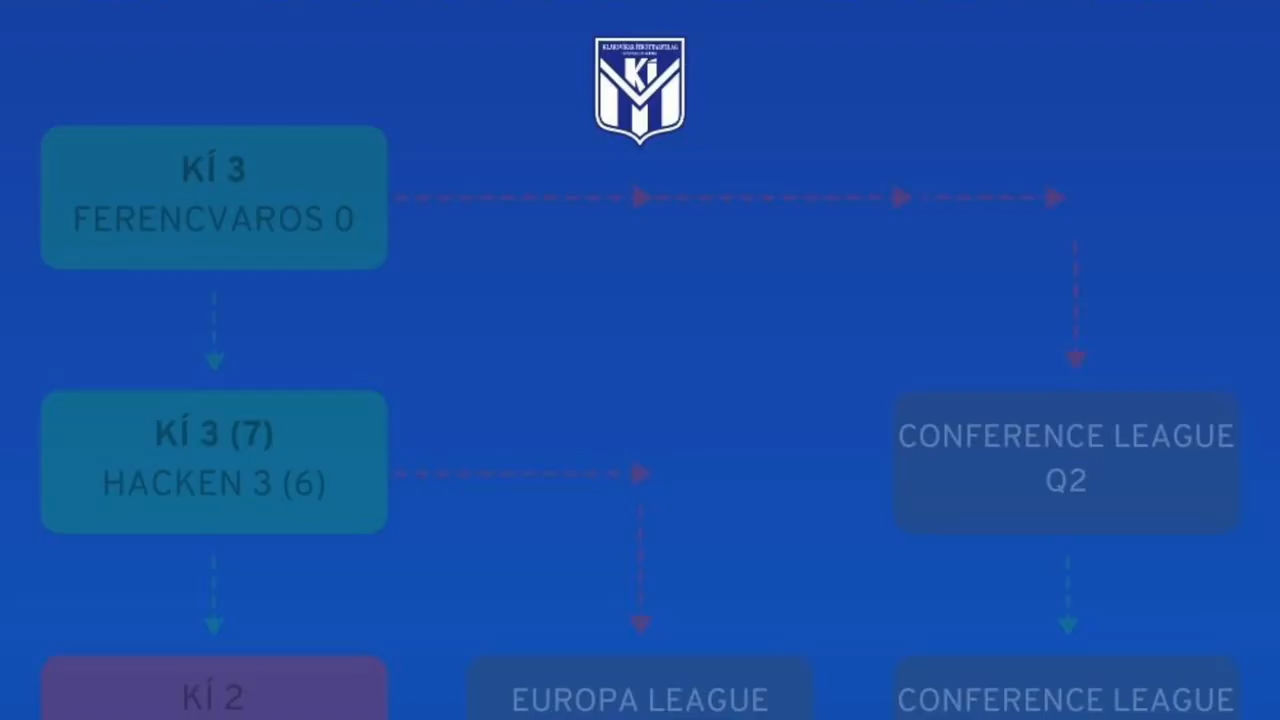 KÍ
KÍ 3
FERENCVAROS 0
KÍ 3 (7)
HACKEN 3 (6)
CONFERENCE LEAGUE
Q2
KÍ 2
EUROPA LEAGUE
CONFERENCE LEAGUE